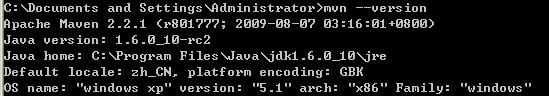 C:\Documents and Settings\Administrator>mvn --version
Apache Maven 2.2.1 (r801777; 2009-08-07 03:16:01+0800)
Java version: 1.6.0_10-rc2
Java home: C:\Program Files\Java\jdk1.6.0_10\jre
Default locale: zh_CN, platform encoding: GBK
OS name: "windows xp" version: "5.1" arch: "x86" Family: "windows"